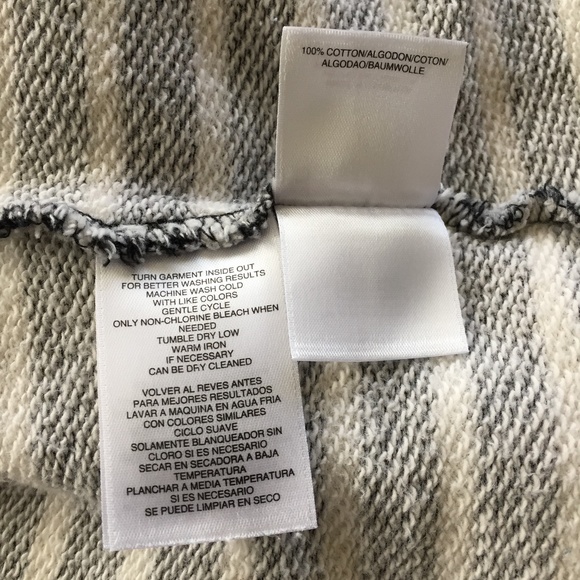 100% COTTON/ALGODON/COTON/
ALGODAO/BAUMWOLLE
TURN GARMENT INSIDE OUT
FOR BETTER WASHING RESULTS
MACHINE WASH COLD
WITH LIKE COLORS
GENTLE CYCLE
ONLY NON-CHLORINE BLEACH WHEN
NEEDED
TUMBLE DRY LOW
WARM IRON
IF NECESSARY
CAN BE DRY CLEANED
VOLVER AL REVES ANTES
PARA MEJORES RESULTADOS
LAVAR A MAQUINA EN AGUA FRIA
CON COLORES SIMILARES
CICLO SUAVE
SOLAMENTE BLANQUEADOR SIN
CLORO SI ES NECESARIO
SECAR EN SECADORA A BAJA
TEMPERATURA
PLANCHAR A MEDIA TEMPERATURA
SI ES NECESARIO
SE PUEDE LIMPIAR EN SECO